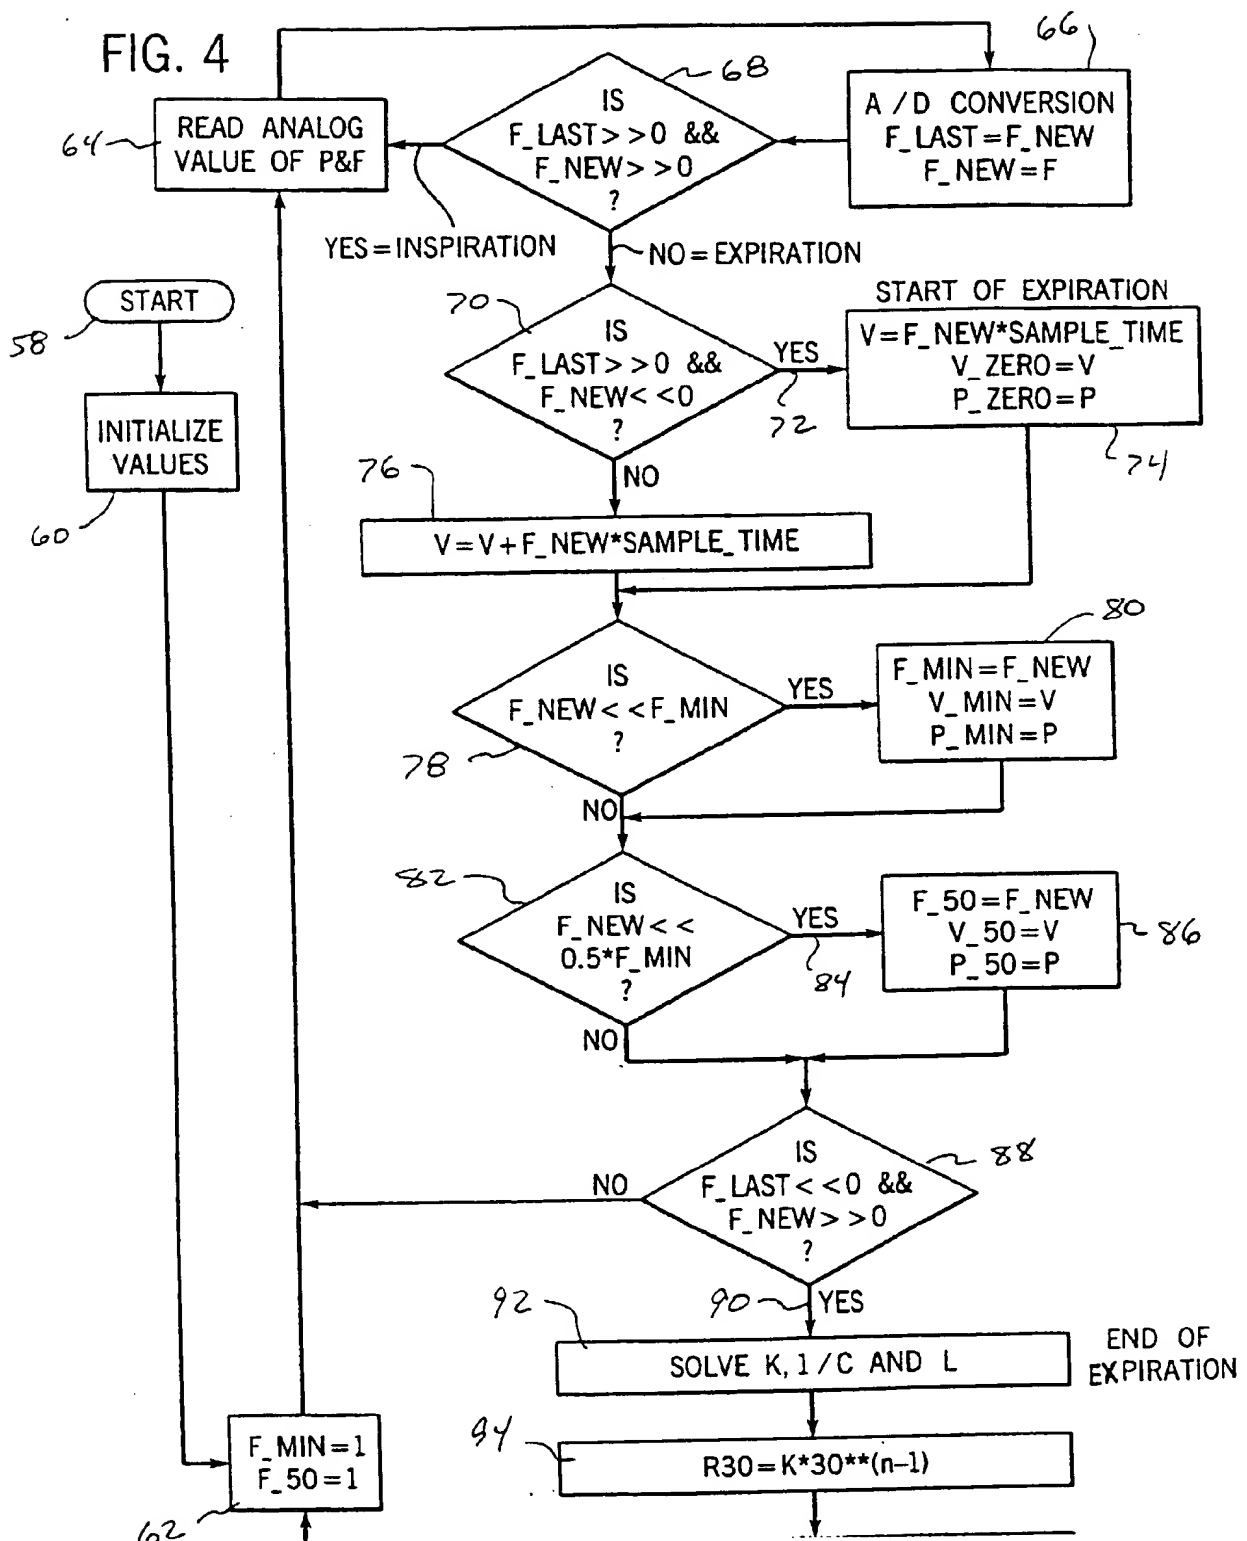 FIG. 4
66
68
IS
F_LAST>>0 &&
F_NEW>>0
?
A/D CONVERSION
F_LAST=F_NEW
F_NEW=F
64
READ ANALOG
VALUE OF P&F
YES=INSPIRATION
NO=EXPIRATION
START
58
70
IS
F_LAST>>0 &&
F_NEW<<0
?
YES
72
START OF EXPIRATION
V=F_NEW*SAMPLE_TIME
V_ZERO=V
P_ZERO=P
74
INITIALIZE
VALUES
60
NO
76
V=V+F_NEW*SAMPLE_TIME
80
IS
F_NEW<<F_MIN
?
78
YES
F_MIN=F_NEW
V_MIN=V
P_MIN=P
NO
82
IS
F_NEW<<
0.5*F_MIN
?
YES
84
F_50=F_NEW
V_50=V
P_50=P
86
NO
IS
F_LAST<<0 &&
F_NEW>>0
?
88
NO
90
YES
92
SOLVE K, 1/C AND L
END OF
EXPIRATION
94
R30=K*30**(n-1)
F_MIN=1
F_50=1
62